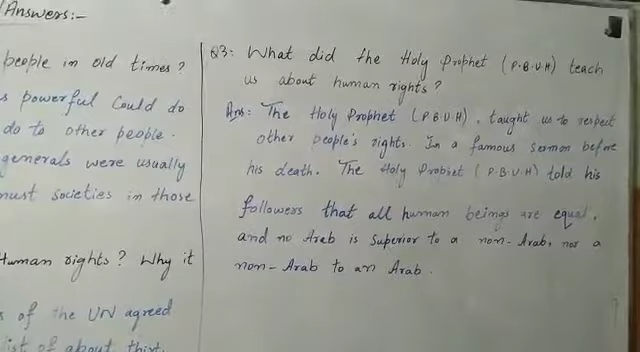 Answers:-
people in old times?
s powerful could do
do to other people.
generals were usually
must societies in those
Human rights? Why it
s of the UN agreed
list of about thirt
Q3: What did the Holy Prophet (P.B.U.H) teach
us about human rights?
Ans: The Holy Prophet (P.B.U.H), taught us to respect
other people's rights. In a famous sermon before
his death. The Holy Prophet (P.B.U.H) told his
followers that all human beings are equal,
and no Arab is superior to a non-Arab, nor a
non-Arab to an Arab.